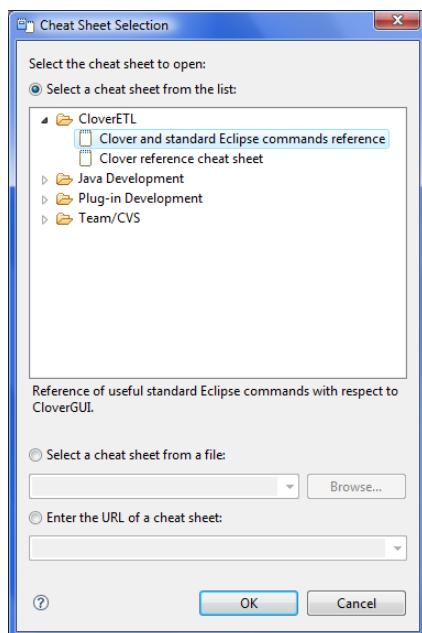 Cheat Sheet Selection
Select the cheat sheet to open:
Select a cheat sheet from the list:
CloverETL
Clover and standard Eclipse commands reference
Clover reference cheat sheet
Java Development
Plug-in Development
Team/CVS
Reference of useful standard Eclipse commands with respect to
CloverGUI.
Select a cheat sheet from a file:
Browse...
Enter the URL of a cheat sheet:
?
OK Cancel